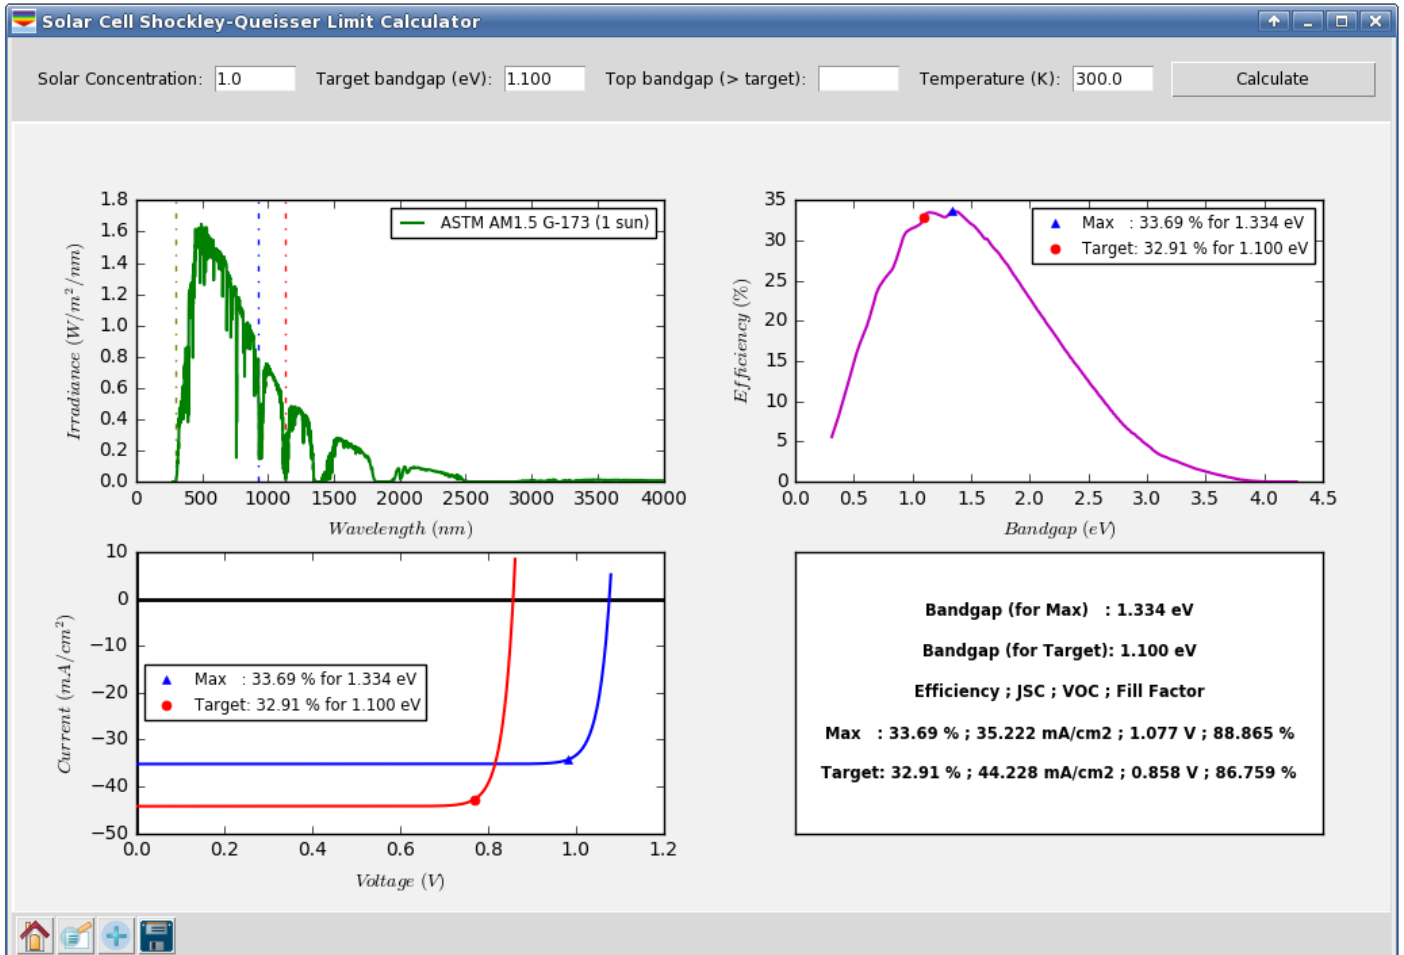 Solar Cell Shockley-Queisser Limit Calculator
Solar Concentration: 1.0 Target bandgap (eV): 1.100 Top bandgap (> target): Temperature (K): 300.0 Calculate
ASTM AM1.5 G-173 (1 sun)
1.8
1.6
1.4
1.2
1.0
0.8
0.6
0.4
0.2
0.0
Irradiance (W/m²/nm)
0 500 1000 1500 2000 2500 3000 3500 4000
Wavelength (nm)
Max : 33.69 % for 1.334 eV
Target: 32.91 % for 1.100 eV
35
30
25
20
15
10
5
0
Efficiency (%)
0.0 0.5 1.0 1.5 2.0 2.5 3.0 3.5 4.0 4.5
Bandgap (eV)
10
0
−10
−20
−30
−40
−50
Current (mA/cm²)
Max : 33.69 % for 1.334 eV
Target: 32.91 % for 1.100 eV
0.0 0.2 0.4 0.6 0.8 1.0 1.2
Voltage (V)
Bandgap (for Max) : 1.334 eV
Bandgap (for Target): 1.100 eV
Efficiency ; JSC ; VOC ; Fill Factor
Max : 33.69 % ; 35.222 mA/cm2 ; 1.077 V ; 88.865 %
Target: 32.91 % ; 44.228 mA/cm2 ; 0.858 V ; 86.759 %